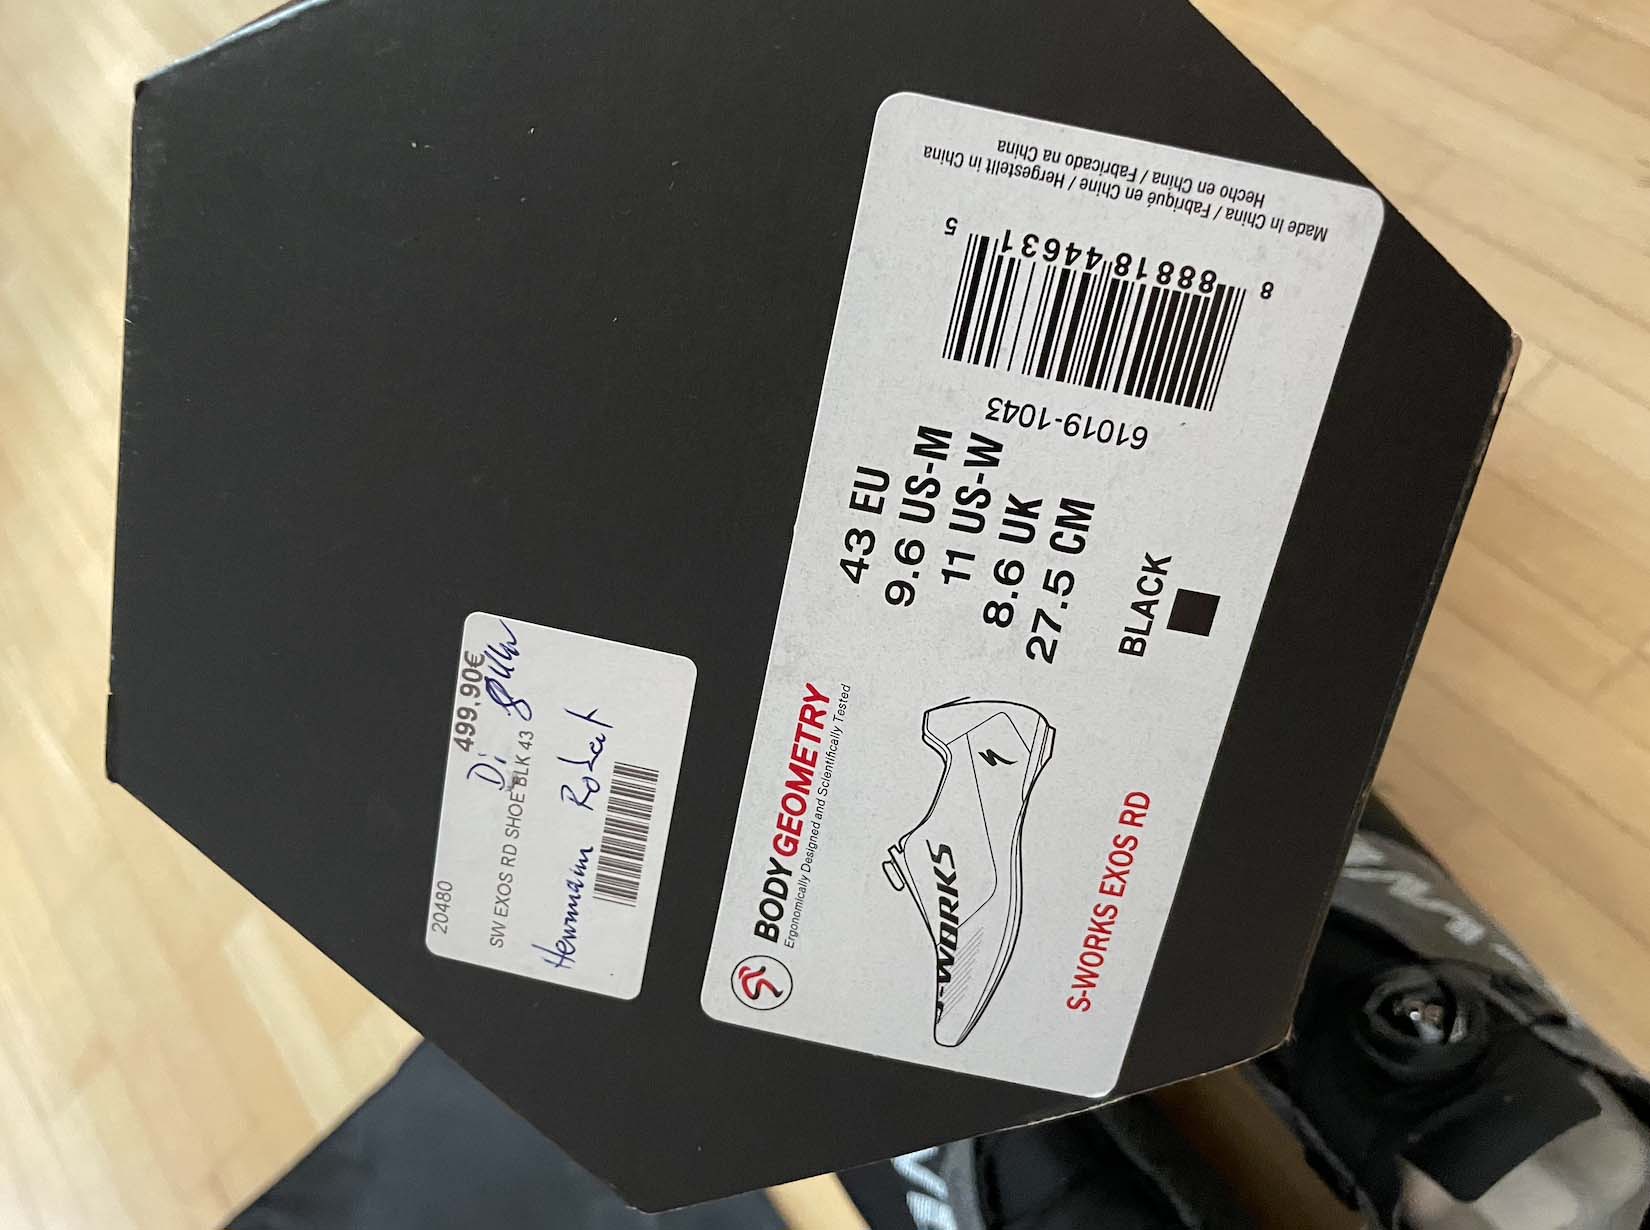 20480
499,90€
Di
SW EXOS RD SHOE BLK 43
Robert
BODY GEOMETRY
Ergonomically Designed and Scientifically Tested
S-WORKS
S-WORKS EXOS RD
43 EU
9.6 US-M
11 US-W
8.6 UK
27.5 CM
BLACK
61019-1043
8 88818 44631 5
Made In China / Fabriqué en Chine / Hergestellt in China
Hecho en China / Fabricado na China